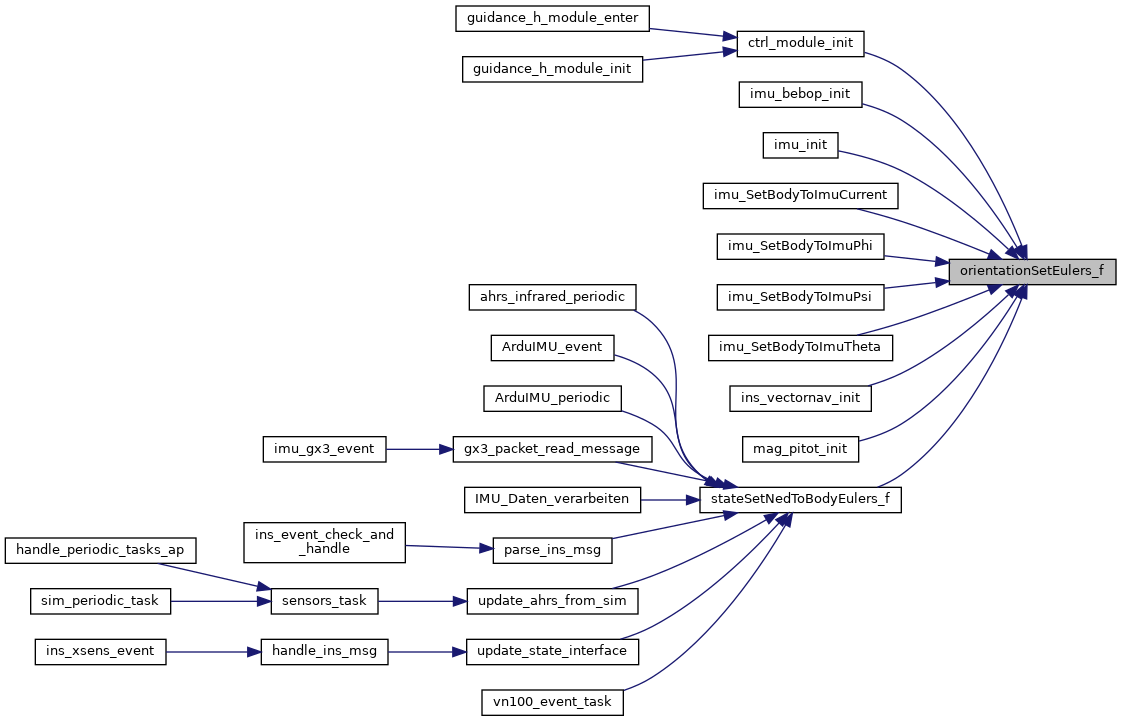 guidance_h_module_enter
ctrl_module_init
guidance_h_module_init
imu_bebop_init
imu_init
imu_SetBodyToImuCurrent
imu_SetBodyToImuPhi
orientationSetEulers_f
imu_SetBodyToImuPsi
ahrs_infrared_periodic
imu_SetBodyToImuTheta
ArduIMU_event
ins_vectornav_init
ArduIMU_periodic
mag_pitot_init
imu_gx3_event
gx3_packet_read_message
IMU_Daten_verarbeiten
stateSetNedToBodyEulers_f
ins_event_check_and
_handle
parse_ins_msg
handle_periodic_tasks_ap
sim_periodic_task
sensors_task
update_ahrs_from_sim
ins_xsens_event
handle_ins_msg
update_state_interface
vn100_event_task